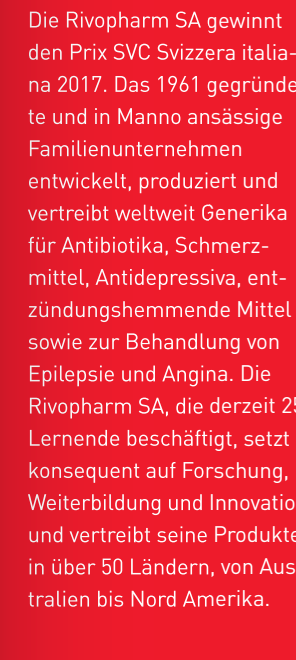 Die Rivopharm SA gewinnt
den Prix SVC Svizzera italia-
na 2017. Das 1961 gegründe
te und in Manno ansässige
Familienunternehmen
entwickelt, produziert und
vertreibt weltweit Generika
für Antibiotika, Schmerz-
mittel, Antidepressiva, ent-
zündungshemmende Mittel
sowie zur Behandlung von
Epilepsie und Angina. Die
Rivopharm SA, die derzeit 25
Lernende beschäftigt, setzt
konsequent auf Forschung,
Weiterbildung und Innovatio
und vertreibt seine Produkte
in über 50 Ländern, von Aus
tralien bis Nord Amerika.